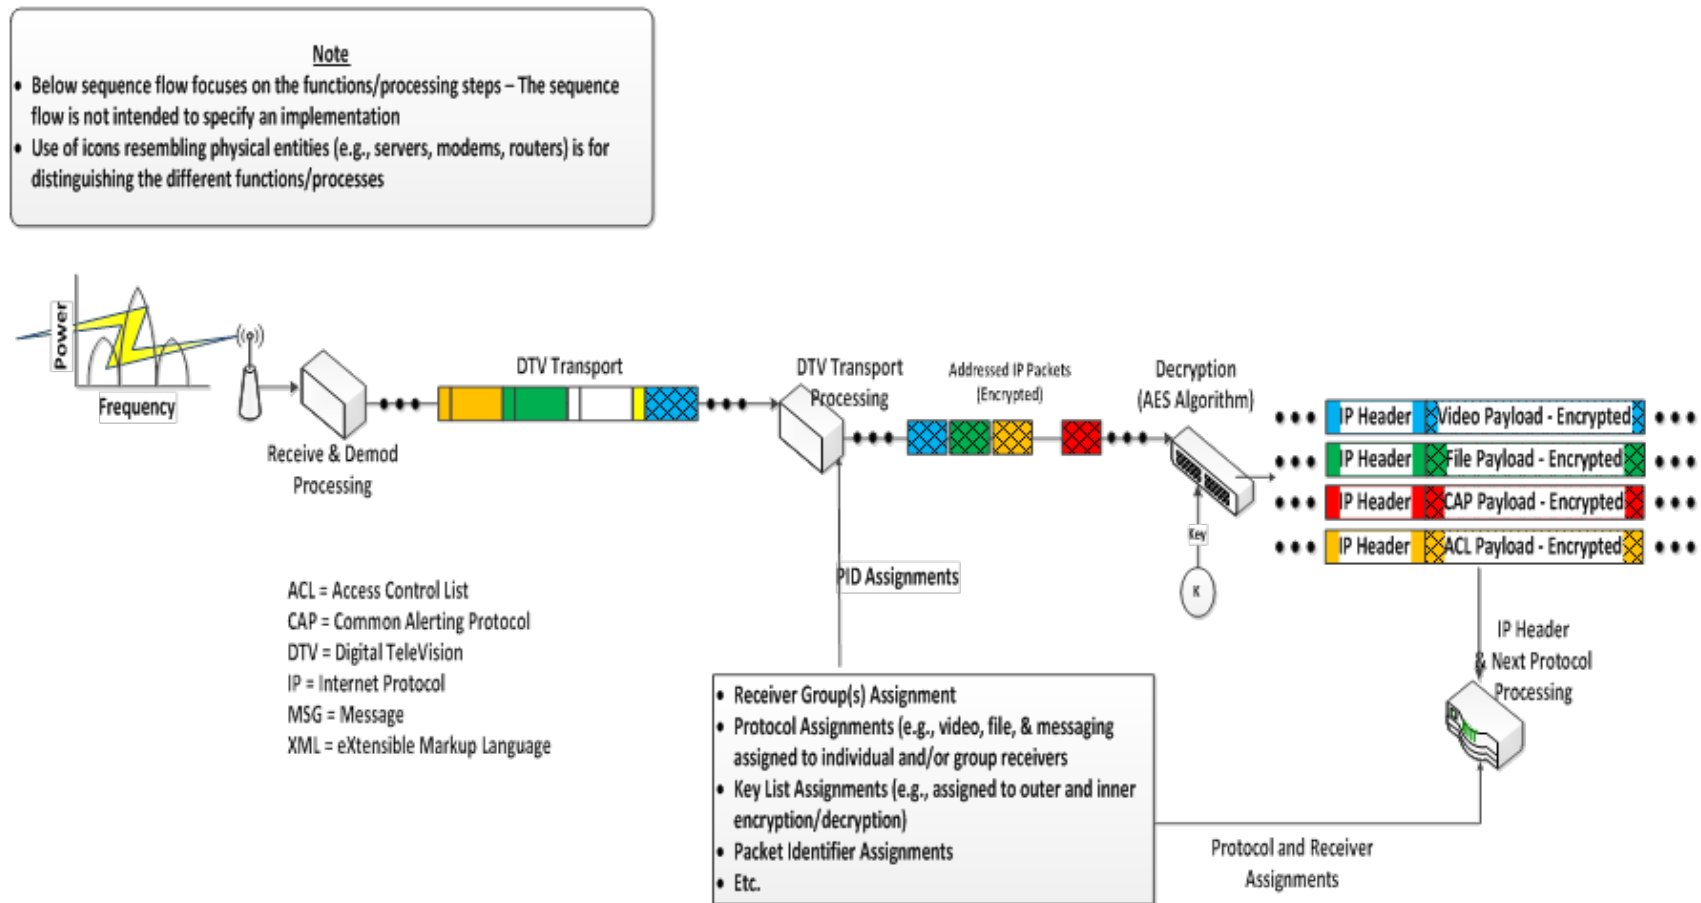 Note
• Below sequence flow focuses on the functions/processing steps – The sequence
flow is not intended to specify an implementation
• Use of icons resembling physical entities (e.g., servers, modems, routers) is for
distinguishing the different functions/processes
Power
Frequency
Receive & Demod
Processing
DTV Transport
DTV Transport
Processing
Addressed IP Packets
(Encrypted)
Decryption
(AES Algorithm)
Key
K
IP Header Video Payload - Encrypted
IP Header File Payload - Encrypted
IP Header CAP Payload - Encrypted
IP Header ACL Payload - Encrypted
PID Assignments
IP Header
& Next Protocol
Processing
ACL = Access Control List
CAP = Common Alerting Protocol
DTV = Digital TeleVision
IP = Internet Protocol
MSG = Message
XML = eXtensible Markup Language
• Receiver Group(s) Assignment
• Protocol Assignments (e.g., video, file, & messaging
assigned to individual and/or group receivers
• Key List Assignments (e.g., assigned to outer and inner
encryption/decryption)
• Packet Identifier Assignments
• Etc.
Protocol and Receiver
Assignments